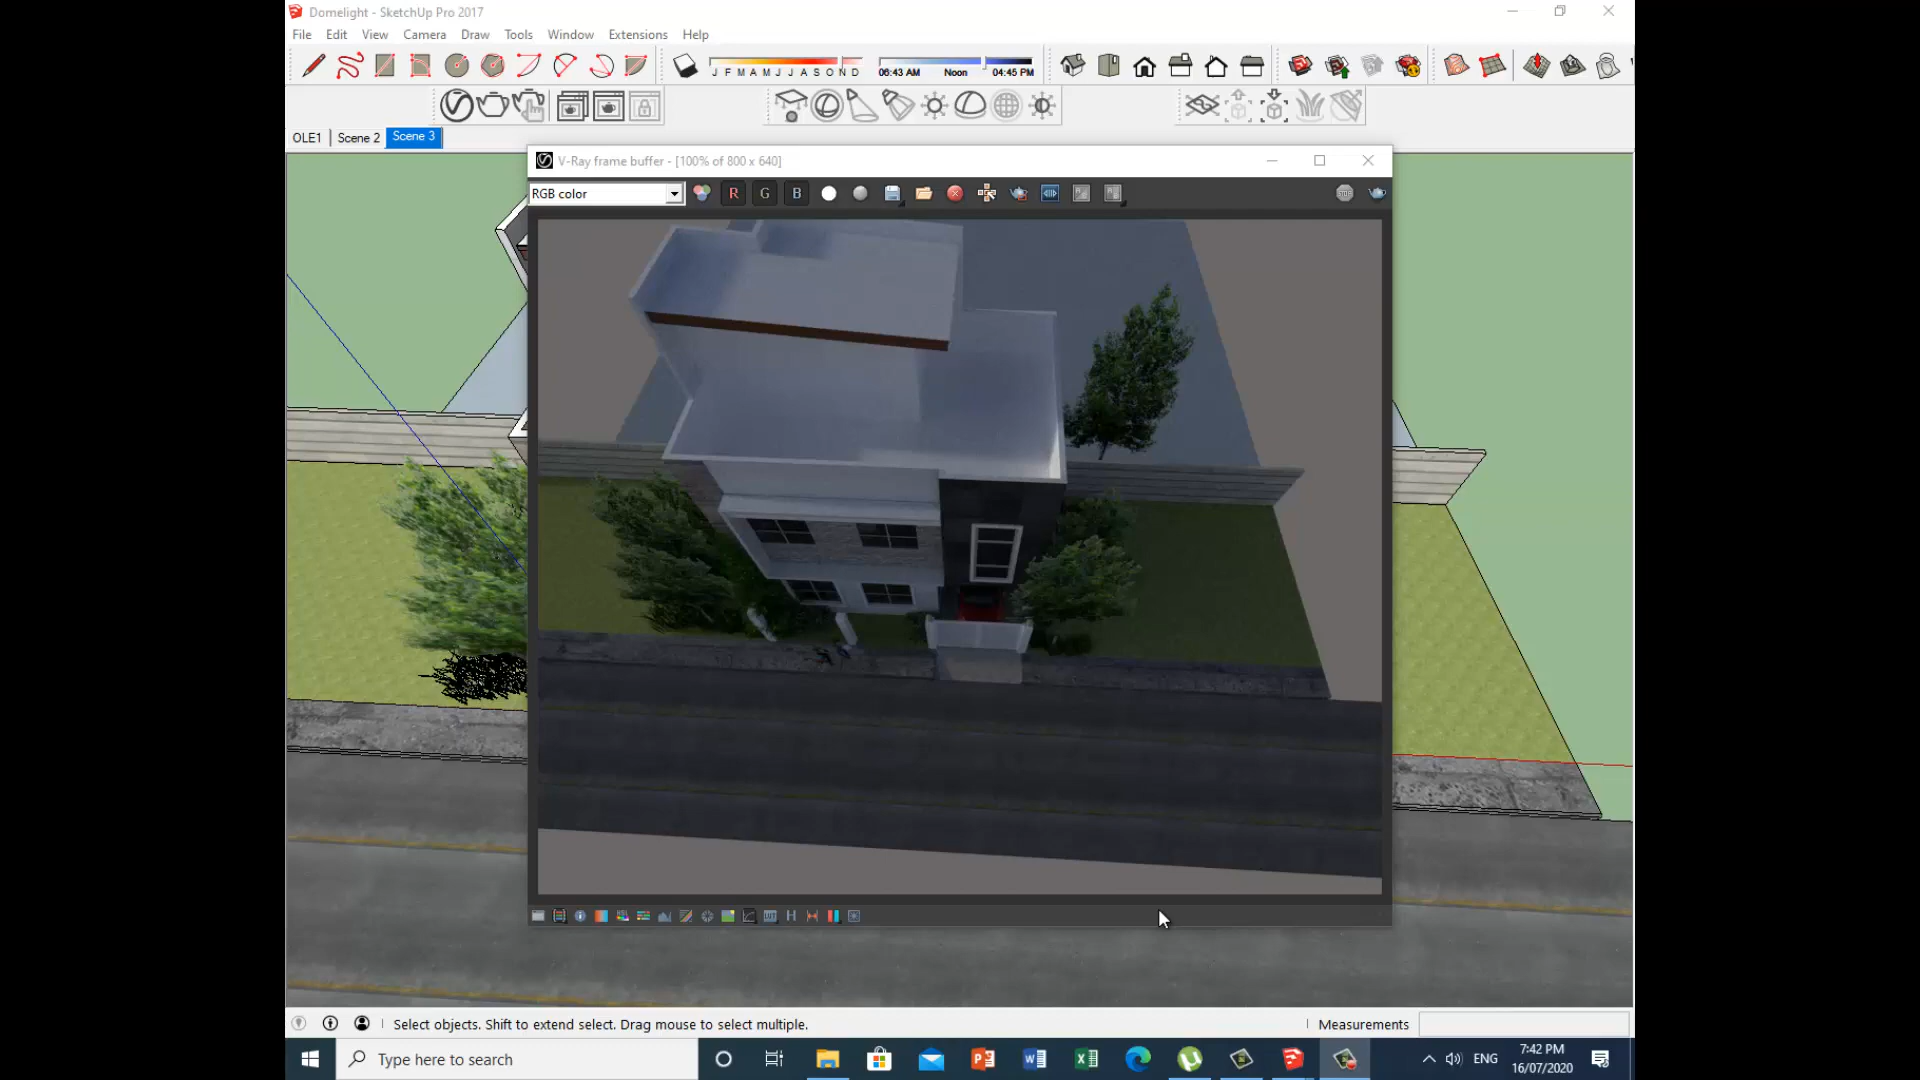 Domelight - SketchUp Pro 2017
File Edit View Camera Draw Tools Window Extensions Help
J F M A M J J A S O N D 06:43 AM Noon 04:45 PM
OLE1 Scene 2 Scene 3
V-Ray frame buffer - [100% of 800 x 640]
RGB color R G B
Select objects. Shift to extend select. Drag mouse to select multiple. Measurements
Type here to search
ENG
7:42 PM
16/07/2020